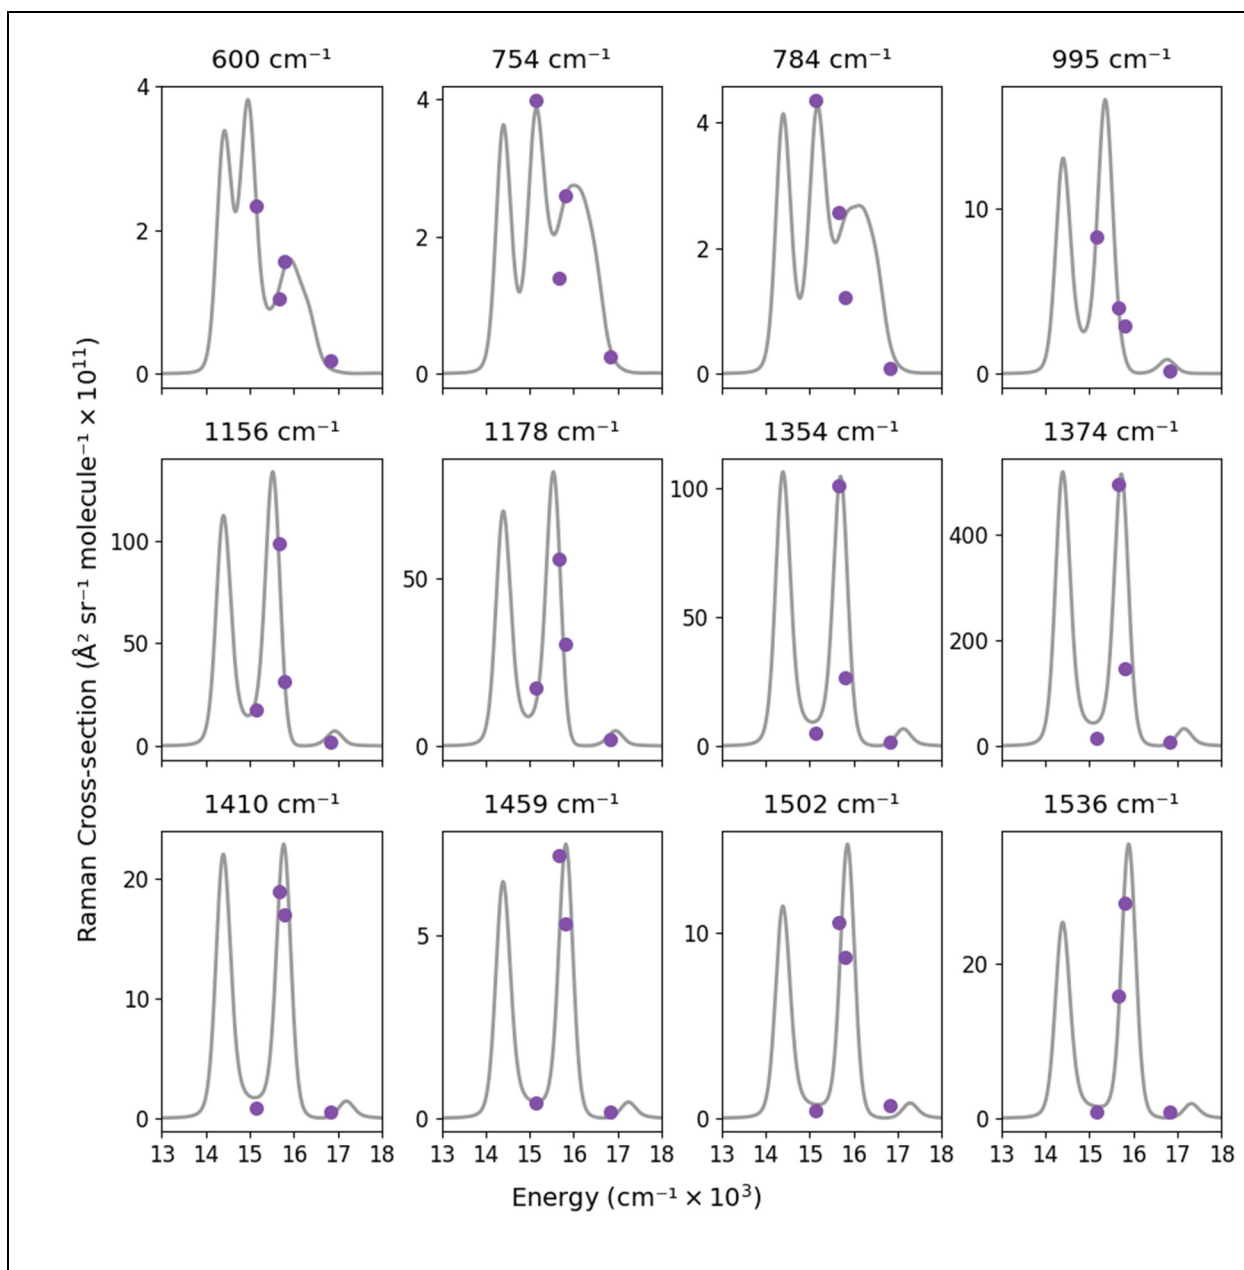 600 cm⁻¹ 754 cm⁻¹ 784 cm⁻¹ 995 cm⁻¹
4 4 4 10
2 2 2
0 0 0 0
1156 cm⁻¹ 1178 cm⁻¹ 1354 cm⁻¹ 1374 cm⁻¹
100 50 100 400
50 50 200
0 0 0 0
1410 cm⁻¹ 1459 cm⁻¹ 1502 cm⁻¹ 1536 cm⁻¹
20 5 10 20
10
0 0 0 0
13 14 15 16 17 18 13 14 15 16 17 18 13 14 15 16 17 18 13 14 15 16 17 18
Raman Cross-section (Å² sr⁻¹ molecule⁻¹ × 10¹¹)
Energy (cm⁻¹ × 10³)